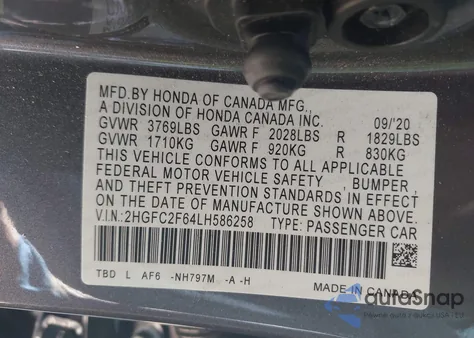 MFD.BY HONDA OF CANADA MFG.,
A DIVISION OF HONDA CANADA INC. 09/'20
GVWR 3769LBS GAWR F 2028LBS R 1829LBS
GVWR 1710KG GAWR F 920KG R 830KG
THIS VEHICLE CONFORMS TO ALL APPLICABLE
FEDERAL MOTOR VEHICLE SAFETY , BUMPER ,
AND THEFT PREVENTION STANDARDS IN EFFECT
ON THE DATE OF MANUFACTURE SHOWN ABOVE.
V.I.N.:2HGFC2F64LH586258 TYPE: PASSENGER CAR
TBD L AF6 -NH797M -A -H
MADE IN CANADA
autoSnap